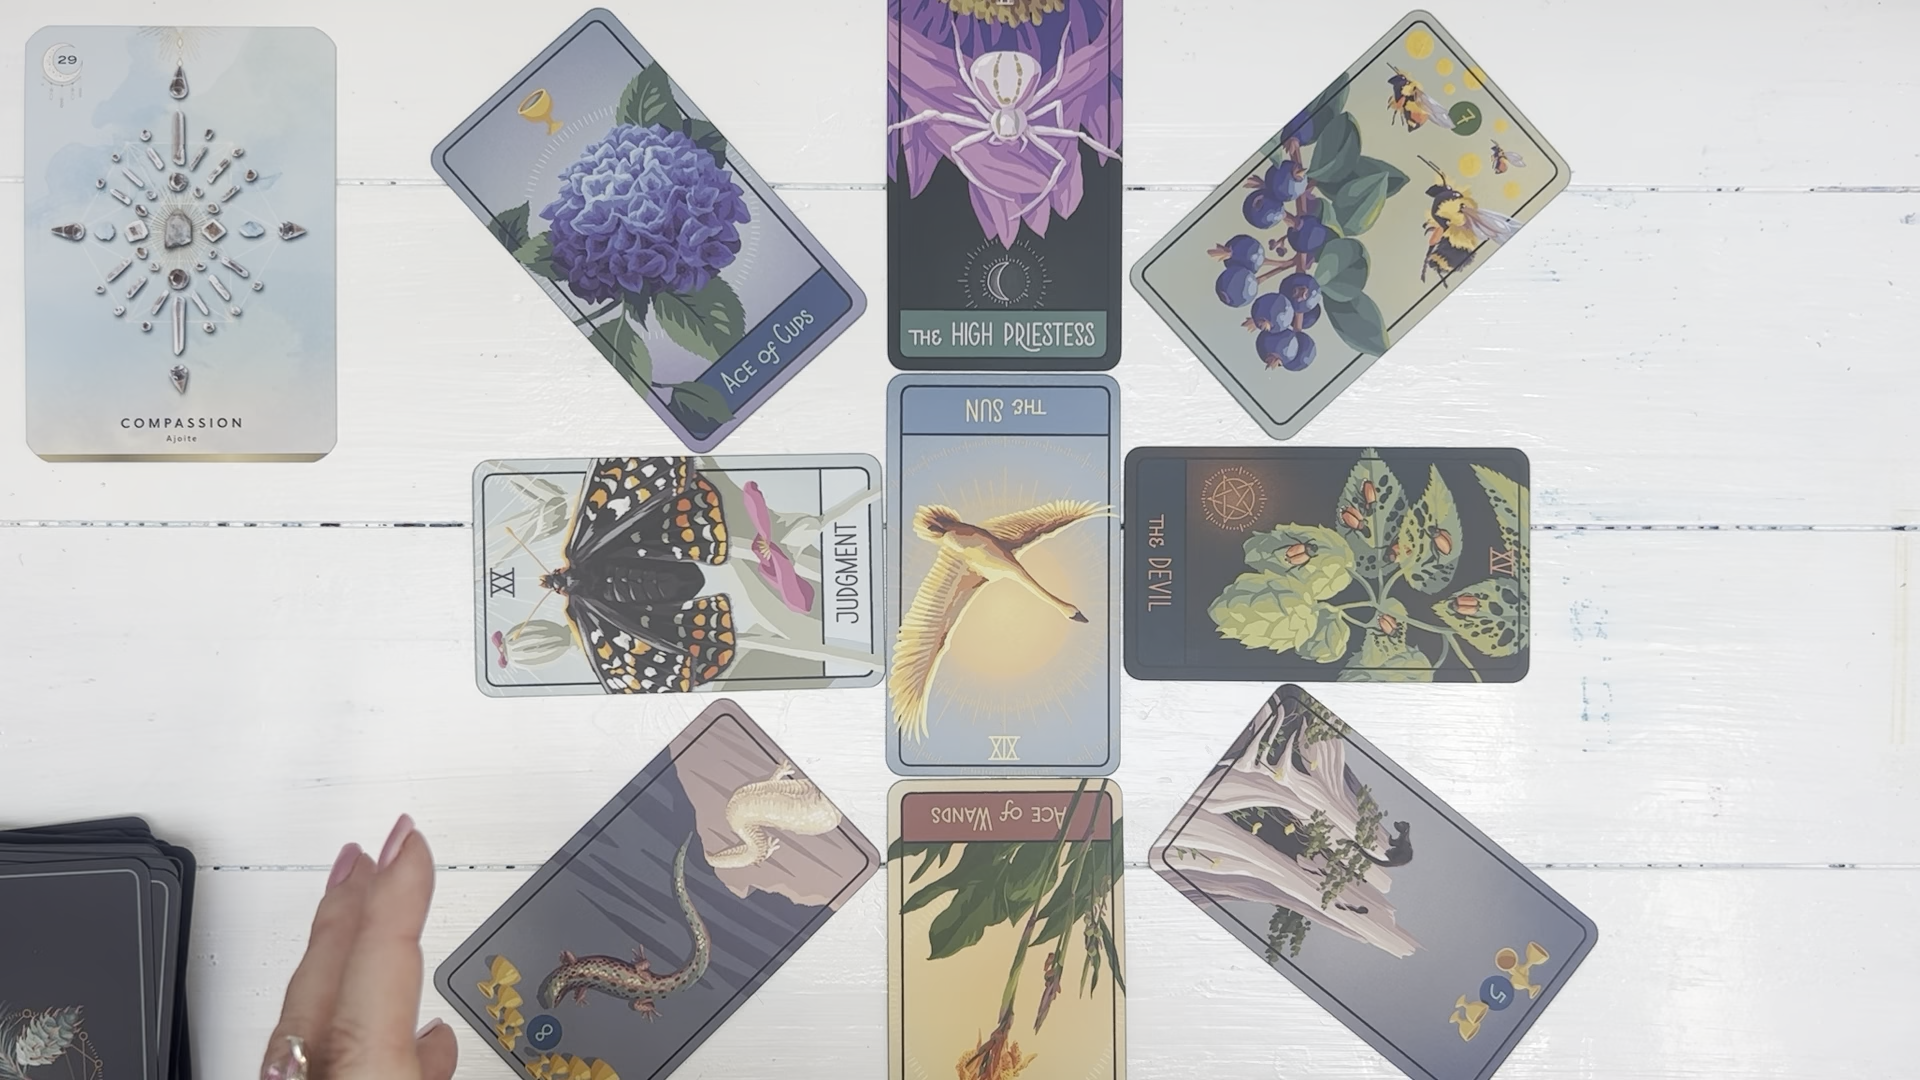 29
COMPASSION
Ajoite
ACE of CUPS
THE HIGH PRIESTESS
7
XX
JUDGMENT
THE SUN
XIX
THE DEVIL
XV
8
ACE of WANDS
5